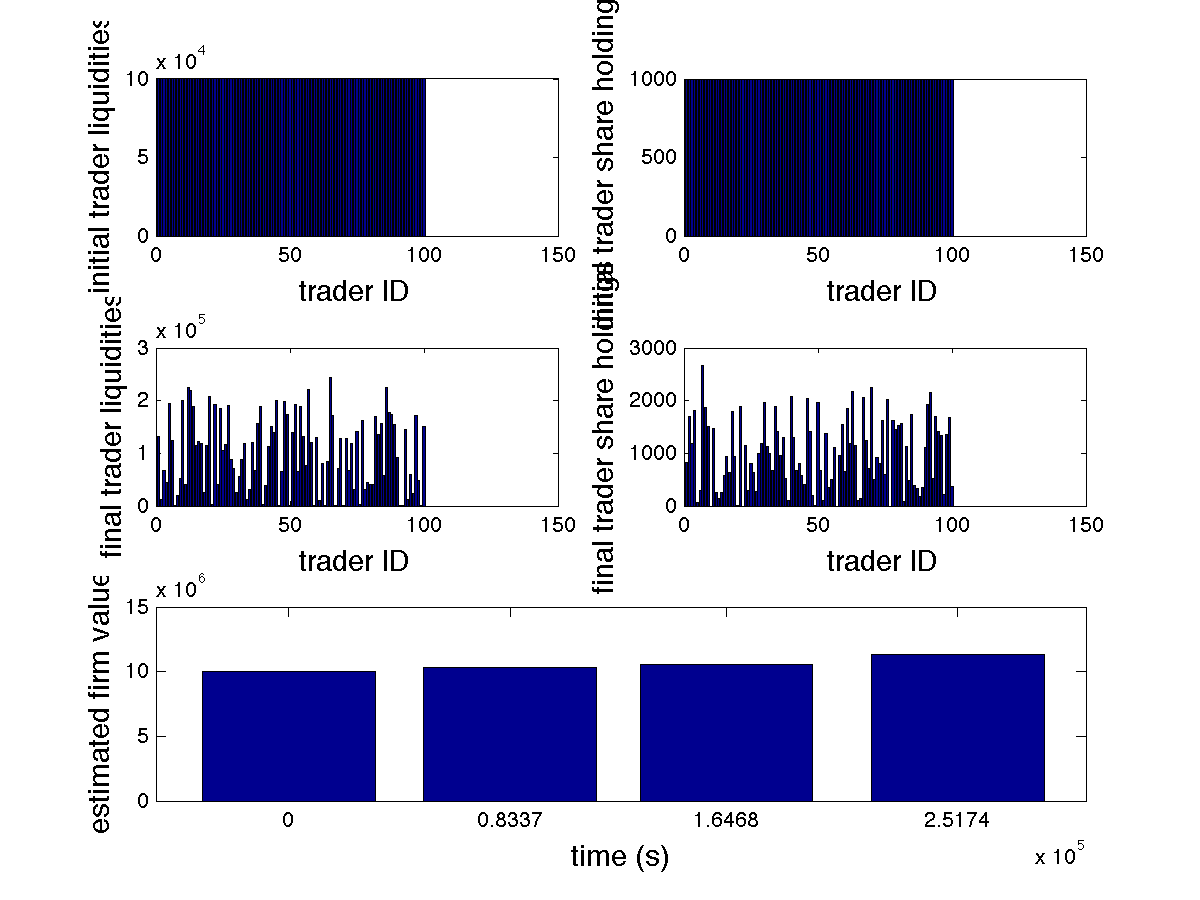 x 10^4
10
5
0
0 50 100 150
initial trader liquidities
trader ID
1000
500
0
0 50 100 150
trader share holding
trader ID
x 10^5
3
2
1
0
0 50 100 150
final trader liquidities
trader ID
3000
2000
1000
0
0 50 100 150
final trader share holdings
trader ID
x 10^6
15
10
5
0
0 0.8337 1.6468 2.5174
estimated firm value
time (s)
x 10^5